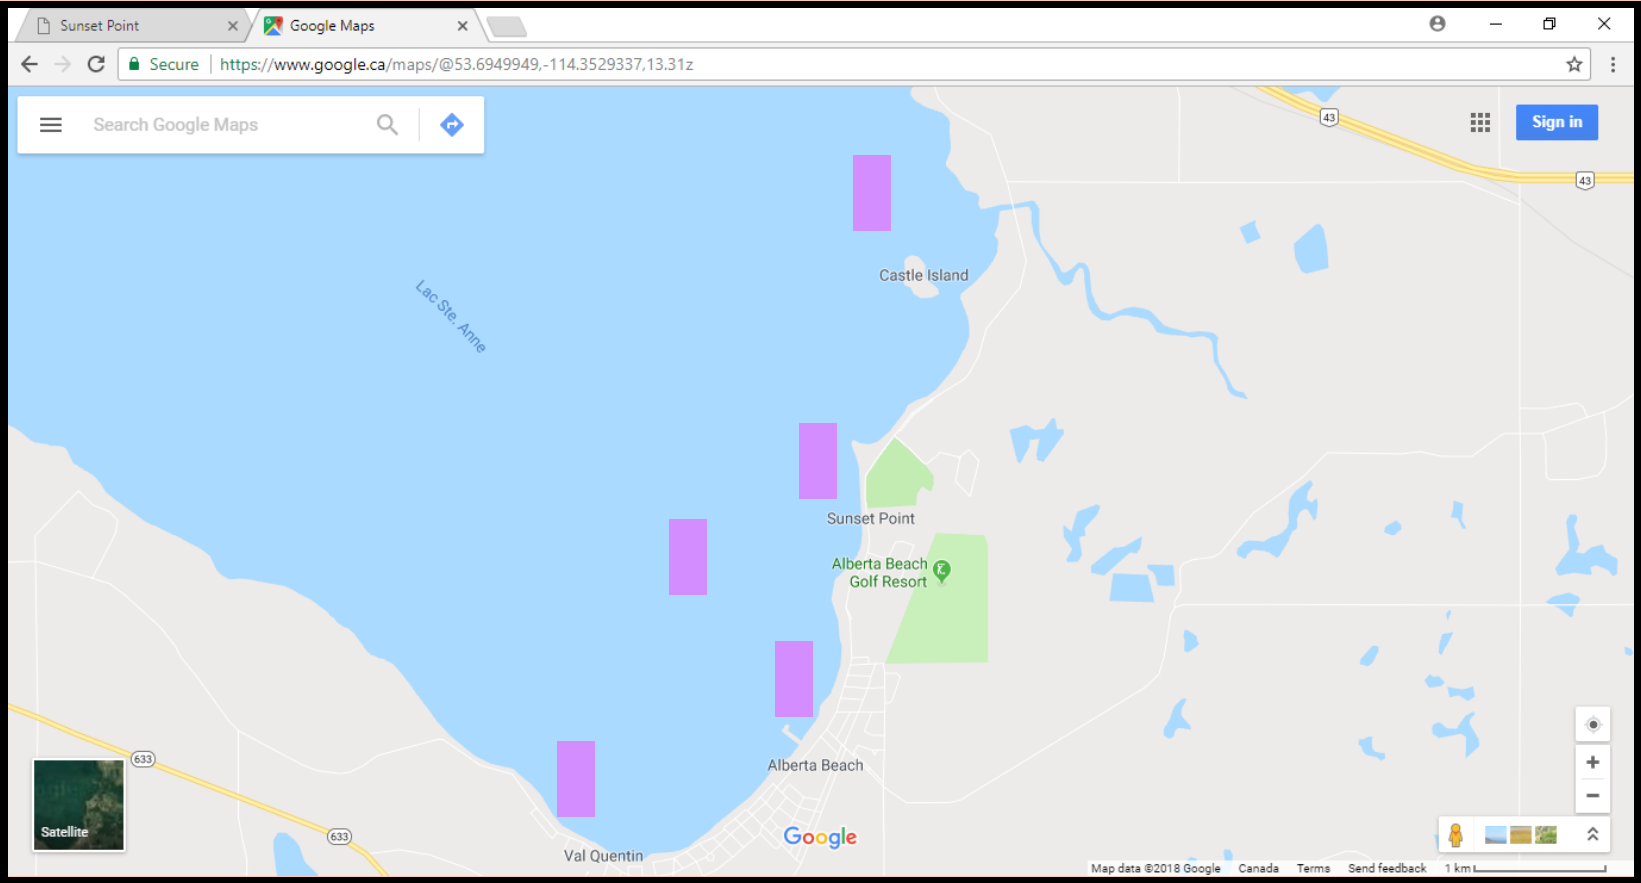 Sunset Point
Google Maps
Secure
https://www.google.ca/maps/@53.6949949,-114.3529337,13.31z
Search Google Maps
Sign in
43
43
Castle Island
Lac Ste. Anne
Sunset Point
Alberta Beach
Golf Resort
Alberta Beach
633
633
Satellite
Val Quentin
Google
Map data ©2018 Google Canada Terms Send feedback 1 km